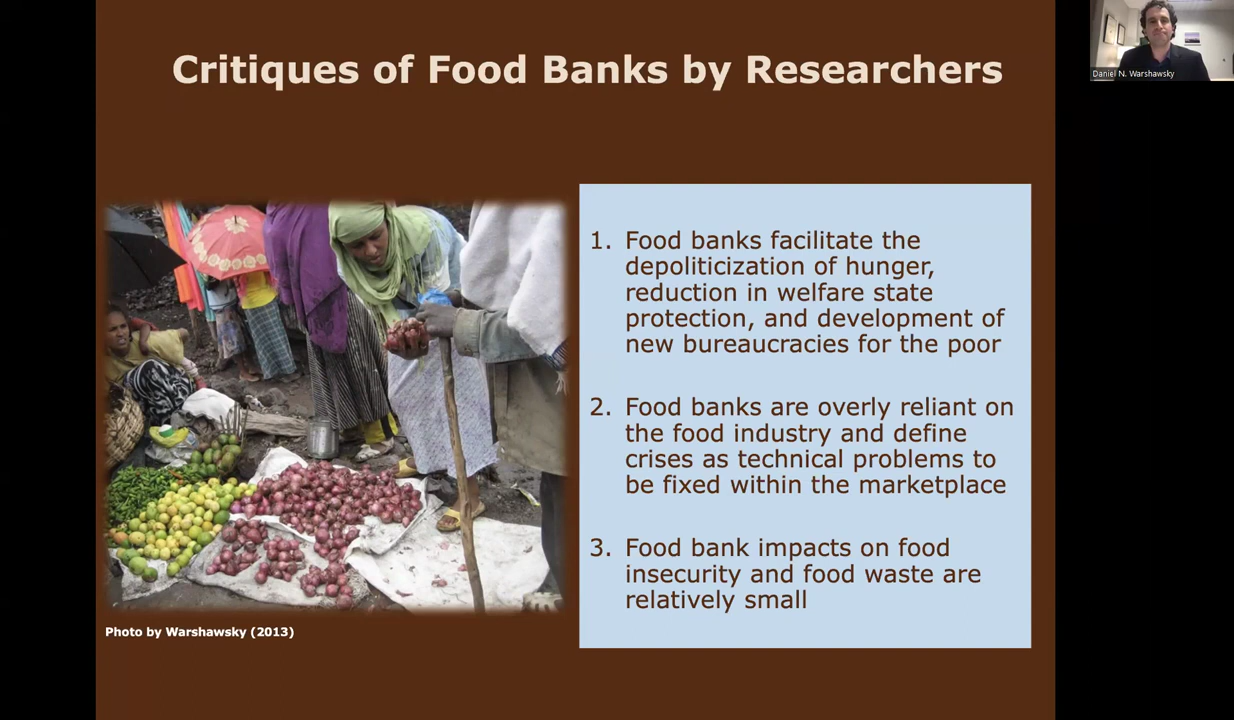 Critiques of Food Banks by Researchers
Daniel N. Warshawsky
1. Food banks facilitate the
depoliticization of hunger,
reduction in welfare state
protection, and development of
new bureaucracies for the poor
2. Food banks are overly reliant on
the food industry and define
crises as technical problems to
be fixed within the marketplace
3. Food bank impacts on food
insecurity and food waste are
relatively small
Photo by Warshawsky (2013)